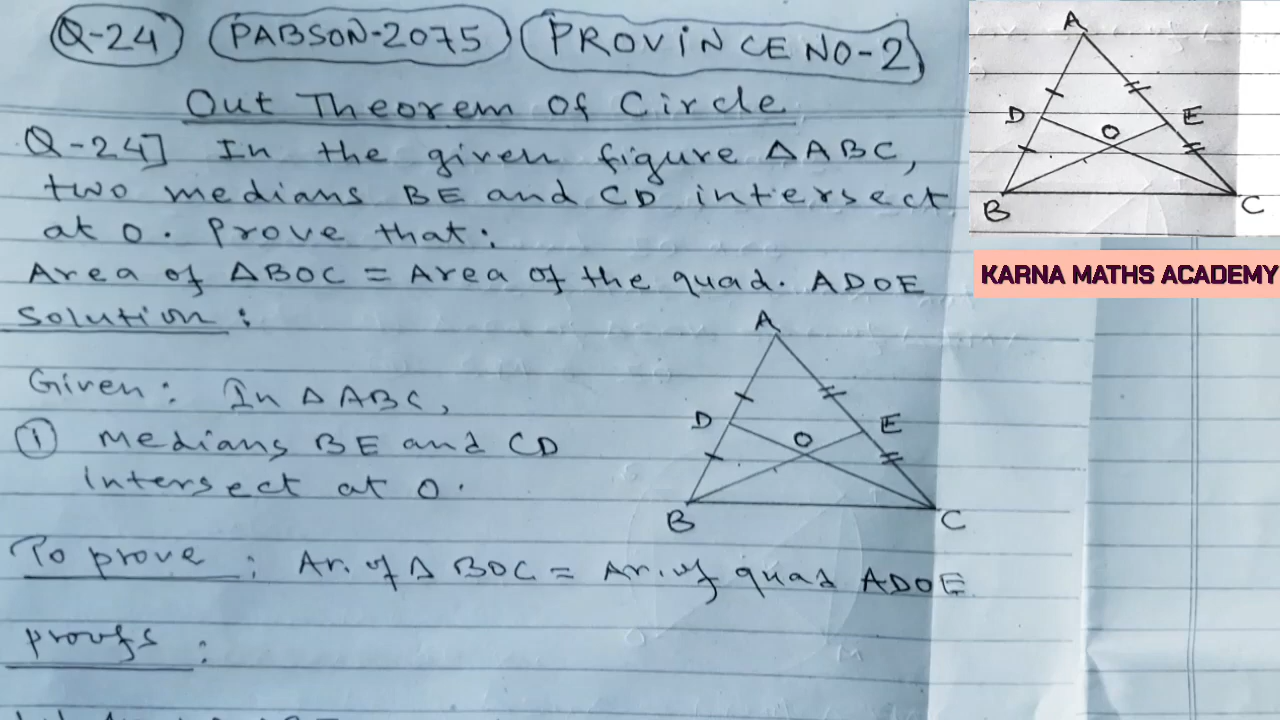 Q-24 PABSON-2075 PROVINCE NO-2
Out Theorem of Circle
Q-24] In the given figure △ABC,
two medians BE and CD intersect
at O. Prove that:
Area of △BOC = Area of the quad. ADOE
Solution:
Given: In △ABC,
① Medians BE and CD
intersect at O.
To prove: Ar. of △BOC = Ar. of quad ADOE
proofs:
A
D
O
E
B
C
KARNA MATHS ACADEMY
A
D
O
E
B
C